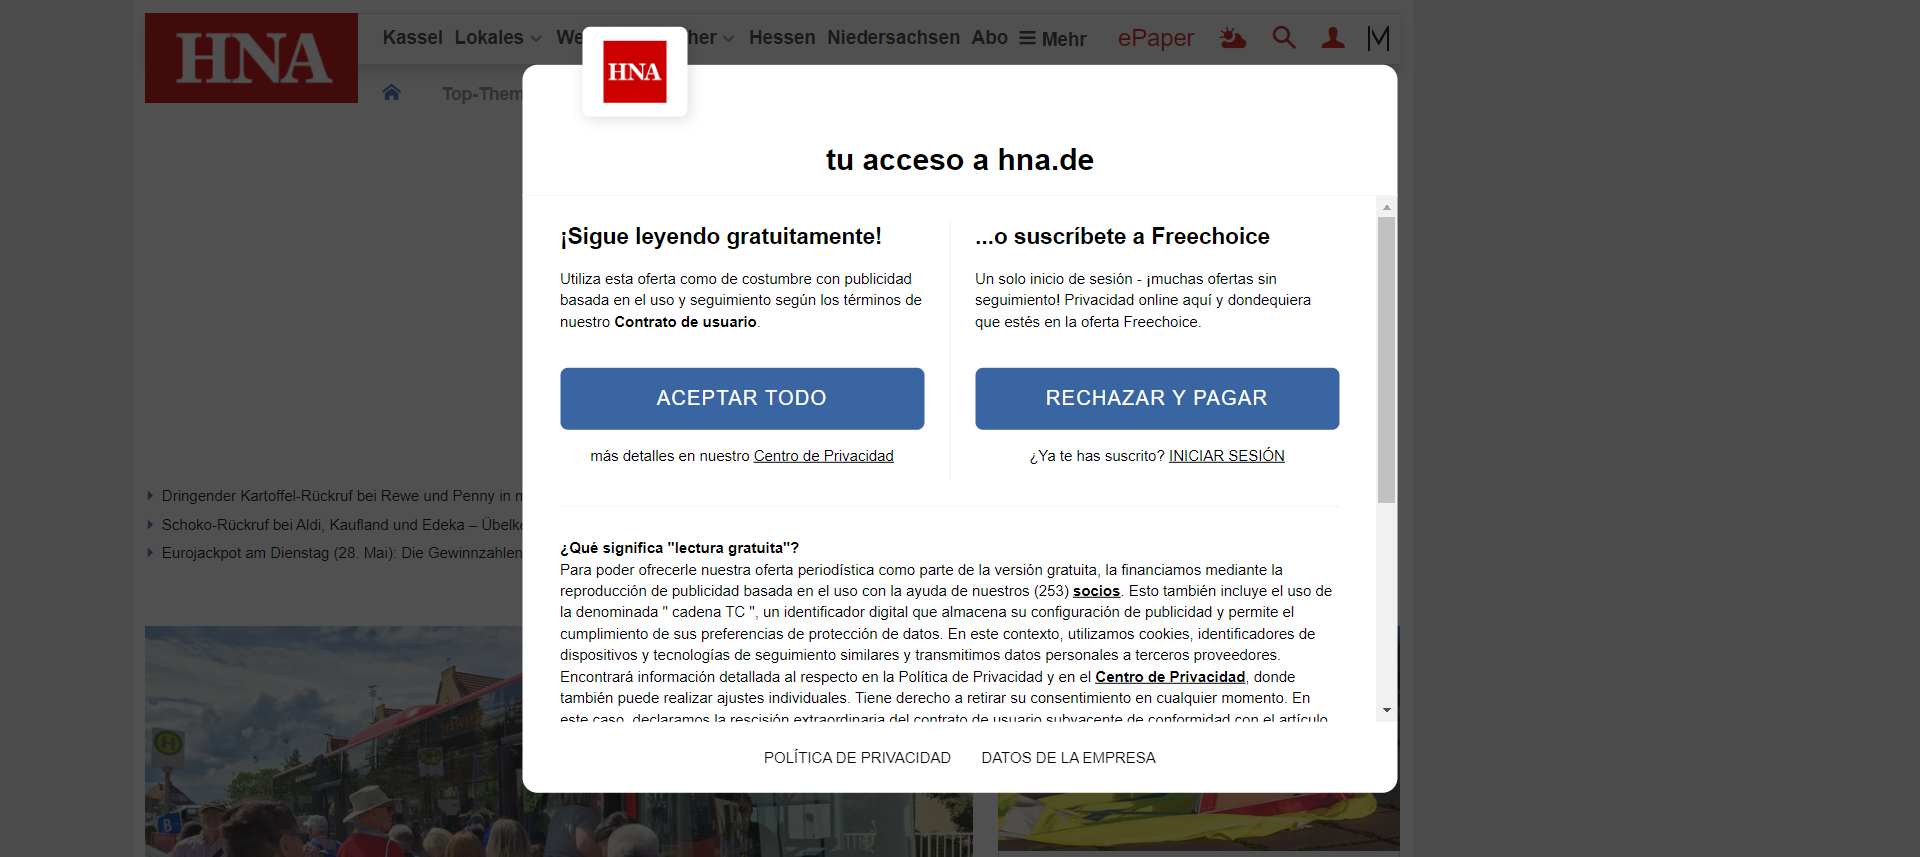 HNA
Kassel Lokales We her Hessen Niedersachsen Abo Mehr ePaper
HNA
Top-Them
tu acceso a hna.de
¡Sigue leyendo gratuitamente!
Utiliza esta oferta como de costumbre con publicidad
basada en el uso y seguimiento según los términos de
nuestro Contrato de usuario.
ACEPTAR TODO
más detalles en nuestro Centro de Privacidad
...o suscríbete a Freechoice
Un solo inicio de sesión - ¡muchas ofertas sin
seguimiento! Privacidad online aquí y dondequiera
que estés en la oferta Freechoice.
RECHAZAR Y PAGAR
¿Ya te has suscrito? INICIAR SESIÓN
Dringender Kartoffel-Rückruf bei Rewe und Penny in
Schoko-Rückruf bei Aldi, Kaufland und Edeka – Übelke
Eurojackpot am Dienstag (28. Mai): Die Gewinnzahlen
¿Qué significa "lectura gratuita"?
Para poder ofrecerle nuestra oferta periodística como parte de la versión gratuita, la financiamos mediante la
reproducción de publicidad basada en el uso con la ayuda de nuestros (253) socios. Esto también incluye el uso de
la denominada " cadena TC ", un identificador digital que almacena su configuración de publicidad y permite el
cumplimiento de sus preferencias de protección de datos. En este contexto, utilizamos cookies, identificadores de
dispositivos y tecnologías de seguimiento similares y transmitimos datos personales a terceros proveedores.
Encontrará información detallada al respecto en la Política de Privacidad y en el Centro de Privacidad, donde
también puede realizar ajustes individuales. Tiene derecho a retirar su consentimiento en cualquier momento. En
este caso, declaramos la rescisión extraordinaria del contrato de usuario subyacente de conformidad con el artículo
POLÍTICA DE PRIVACIDAD DATOS DE LA EMPRESA
H
8